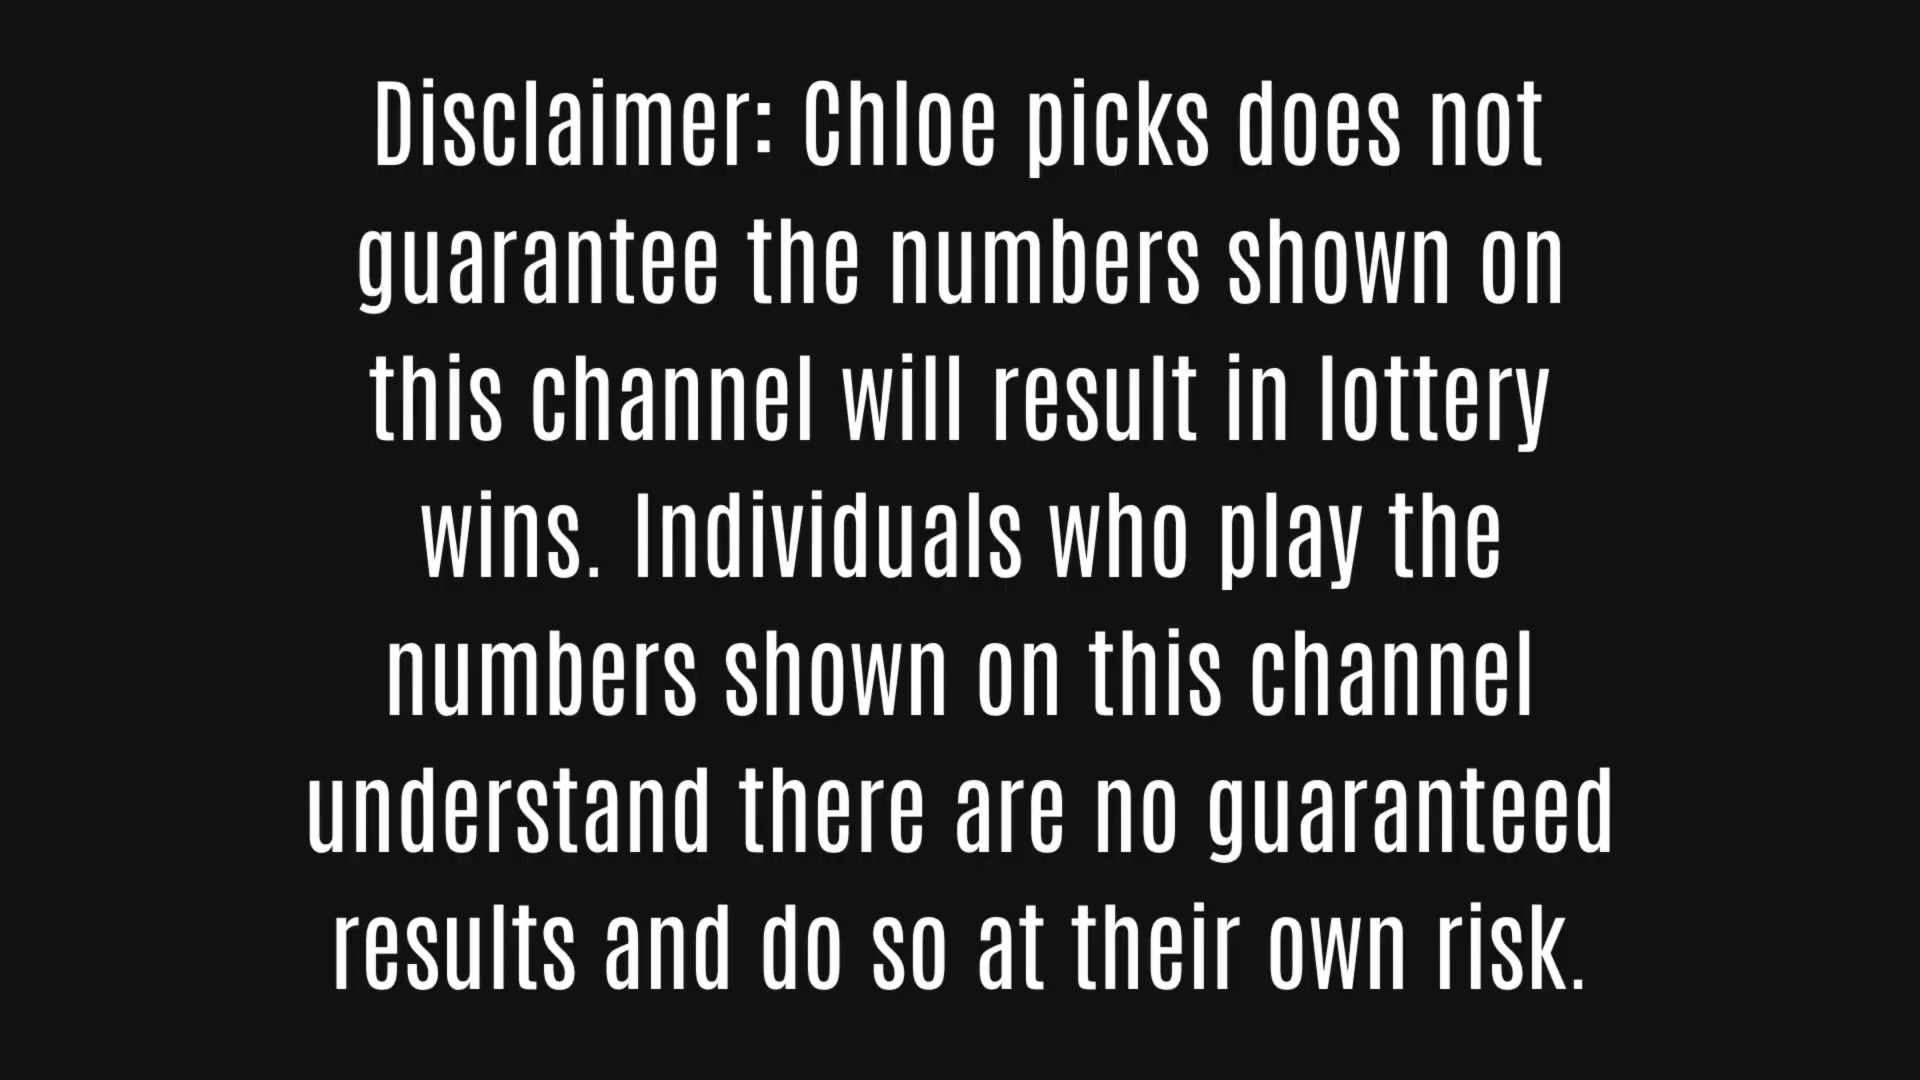 Disclaimer: Chloe picks does not
guarantee the numbers shown on
this channel will result in lottery
wins. Individuals who play the
numbers shown on this channel
understand there are no guaranteed
results and do so at their own risk.